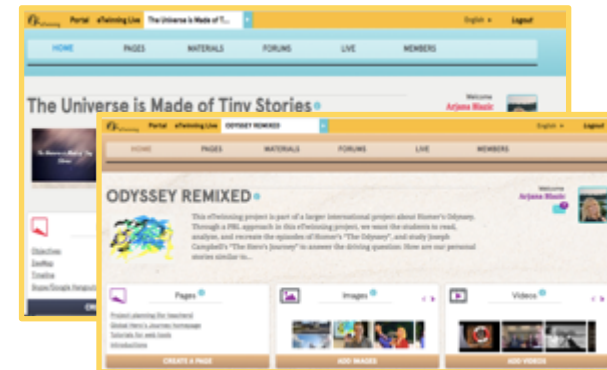 eTwinning Portal eTwinning Live The Universe is Made of T... English Logout
HOME PAGES MATERIALS FORUMS LIVE MEMBERS
The Universe is Made of Tiny Stories
Welcome
Arjana Blazic
Objectives
ZeeMap
Timeline
Skype/Google Hangout
eTwinning Portal eTwinning Live ODYSSEY REMIXED English Logout
HOME PAGES MATERIALS FORUMS LIVE MEMBERS
ODYSSEY REMIXED
Welcome
Arjana Blazic
This eTwinning project is part of a larger international project about Homer's Odyssey.
Through a PBL approach in this eTwinning project, we want the students to read,
analyze, and recreate the episodes of Homer's "The Odyssey", and study Joseph
Campbell's "The Hero's Journey" to answer the driving question: How are our personal
stories similar to...
Pages Images Videos
Project planning (for teachers)
Global Hero's Journey homepage
Tutorials for web tools
Introductions
CREATE A PAGE ADD IMAGES ADD VIDEOS